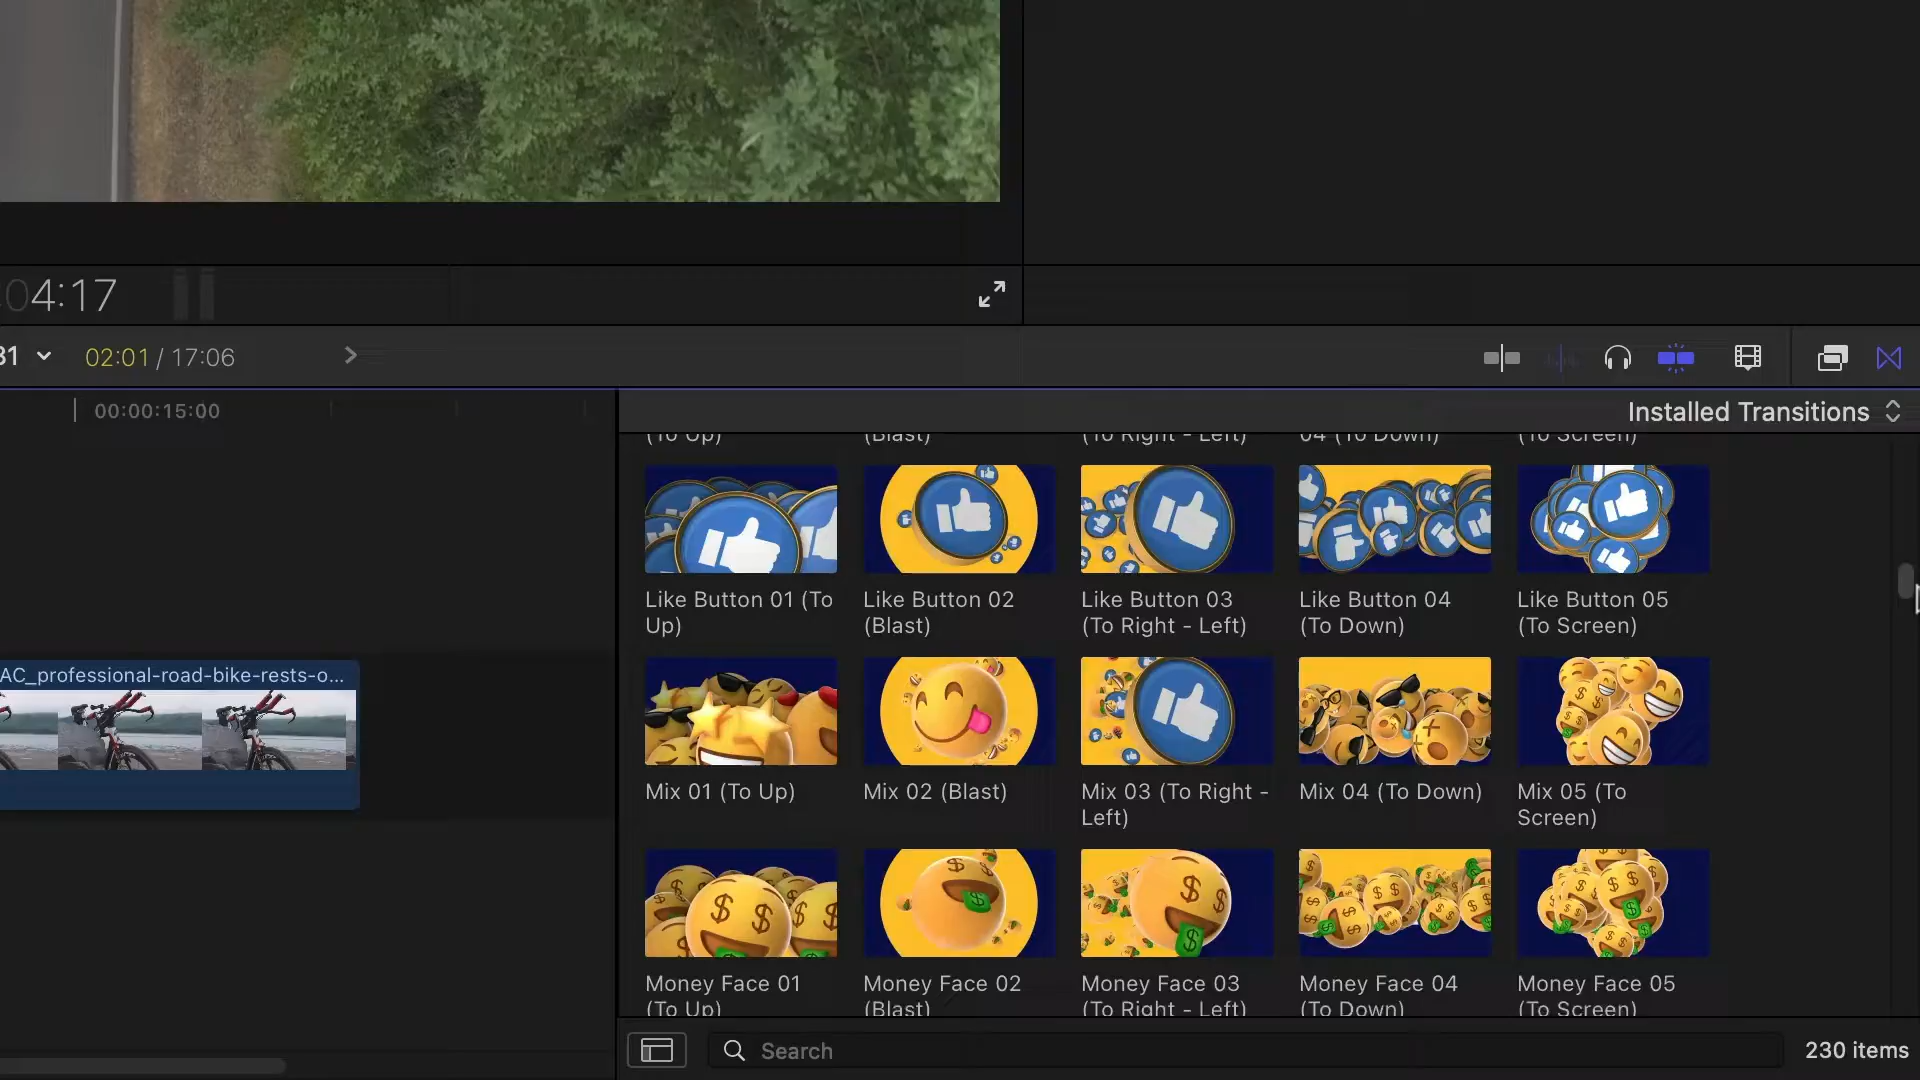 04:17
31
02:01 / 17:06
00:00:15:00
Installed Transitions
(To Up)
(Blast)
(To Right - Left)
04 (To Down)
(To Screen)
Like Button 01 (To
Up)
Like Button 02
(Blast)
Like Button 03
(To Right - Left)
Like Button 04
(To Down)
Like Button 05
(To Screen)
AC_professional-road-bike-rests-o...
Mix 01 (To Up)
Mix 02 (Blast)
Mix 03 (To Right -
Left)
Mix 04 (To Down)
Mix 05 (To
Screen)
Money Face 01
(To Up)
Money Face 02
(Blast)
Money Face 03
(To Right - Left)
Money Face 04
(To Down)
Money Face 05
(To Screen)
Search
230 items